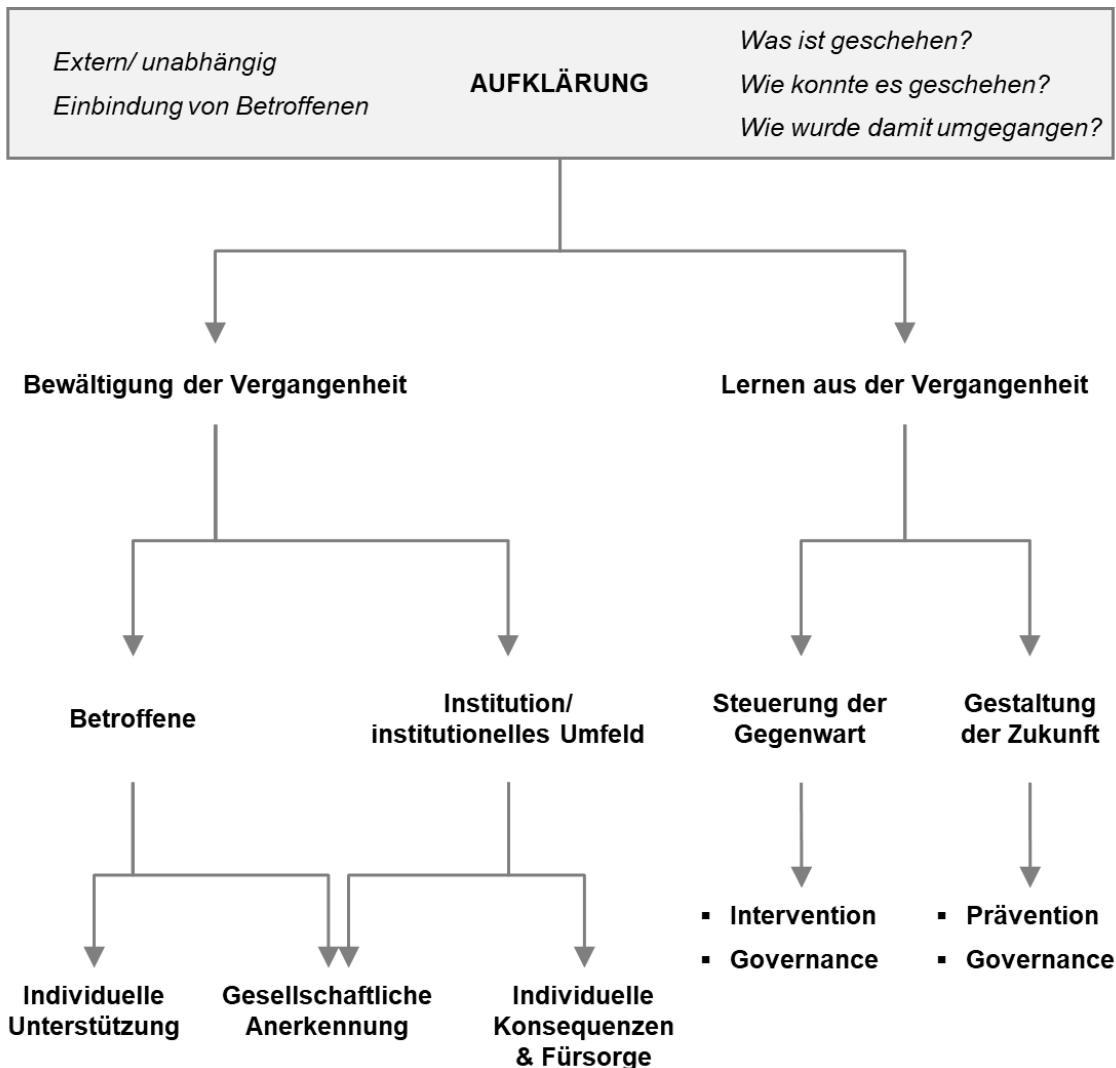 Extern/ unabhängig
Einbindung von Betroffenen
AUFKLÄRUNG
Was ist geschehen?
Wie konnte es geschehen?
Wie wurde damit umgegangen?
Bewältigung der Vergangenheit
Lernen aus der Vergangenheit
Betroffene
Institution/
institutionelles Umfeld
Steuerung der
Gegenwart
Gestaltung
der Zukunft
Individuelle
Unterstützung
Gesellschaftliche
Anerkennung
Individuelle
Konsequenzen
& Fürsorge
▪ Intervention
▪ Governance
▪ Prävention
▪ Governance